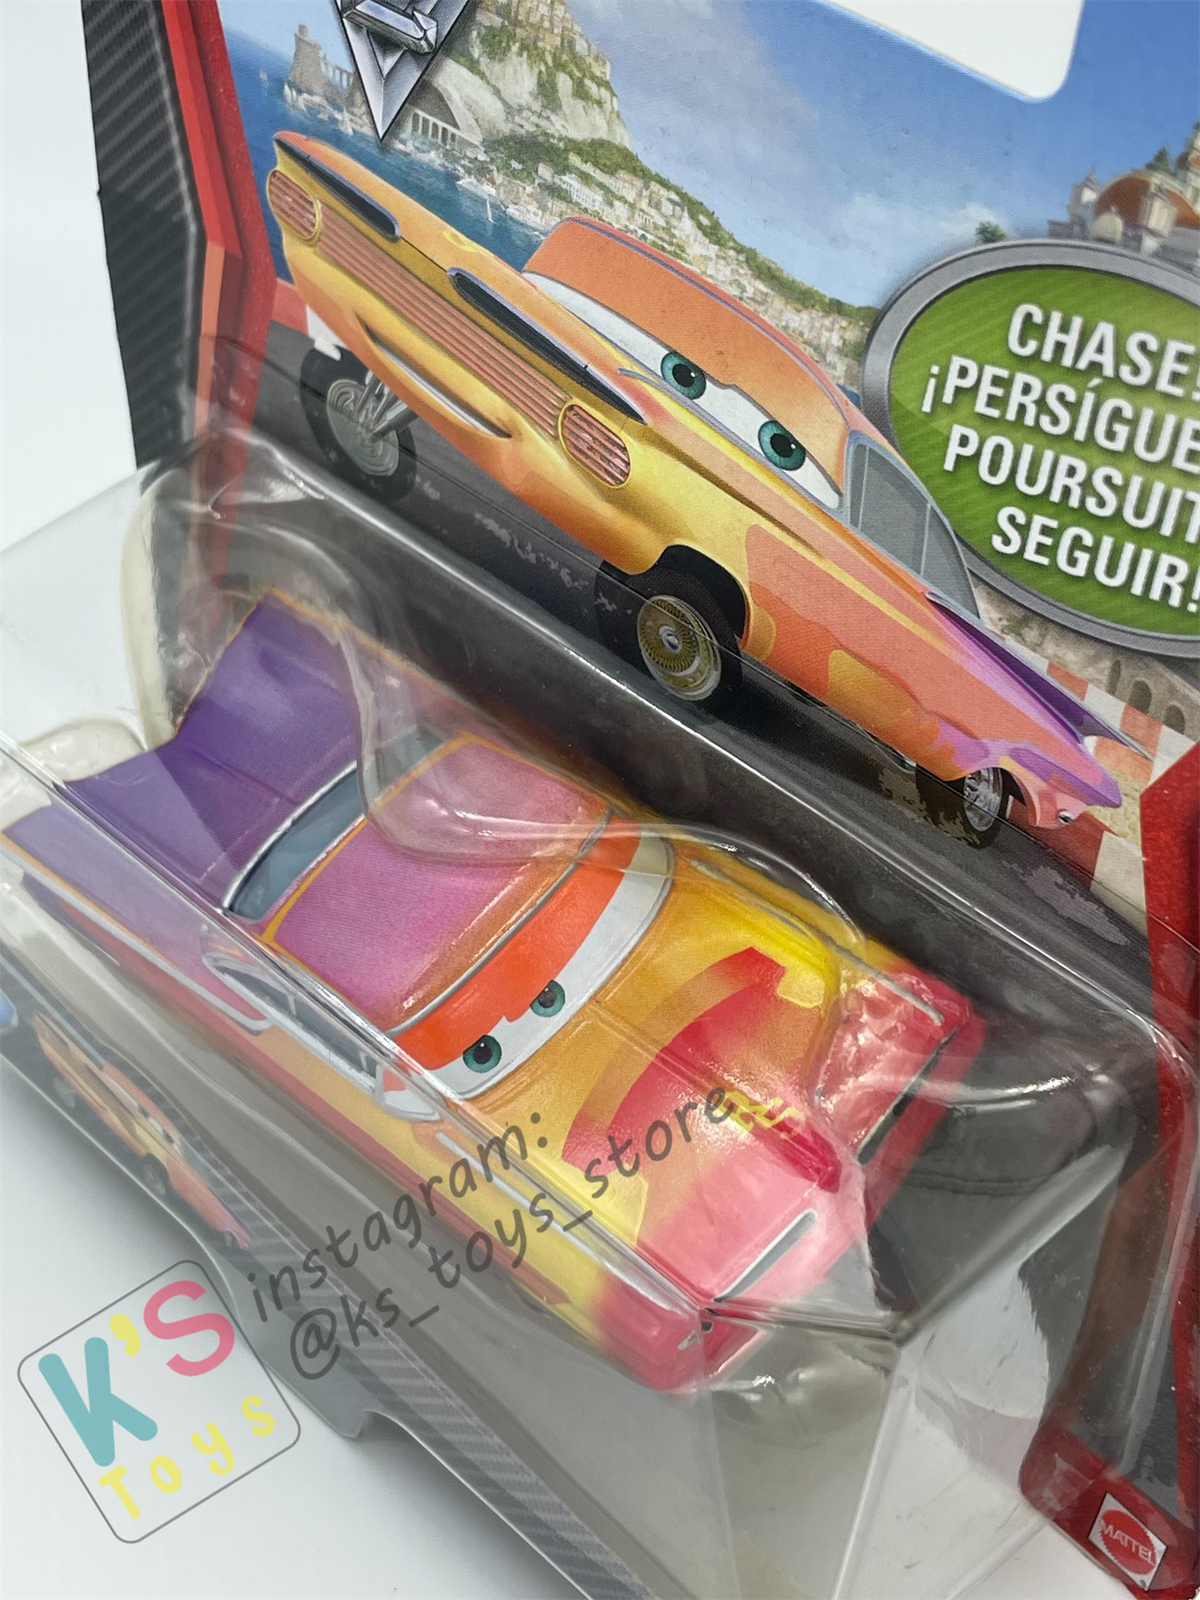 CHASE!
¡PERSÍGUE
POURSUIT
SEGUIR!
instagram:
@ks_toys_store
K'S
Toys
MATTEL